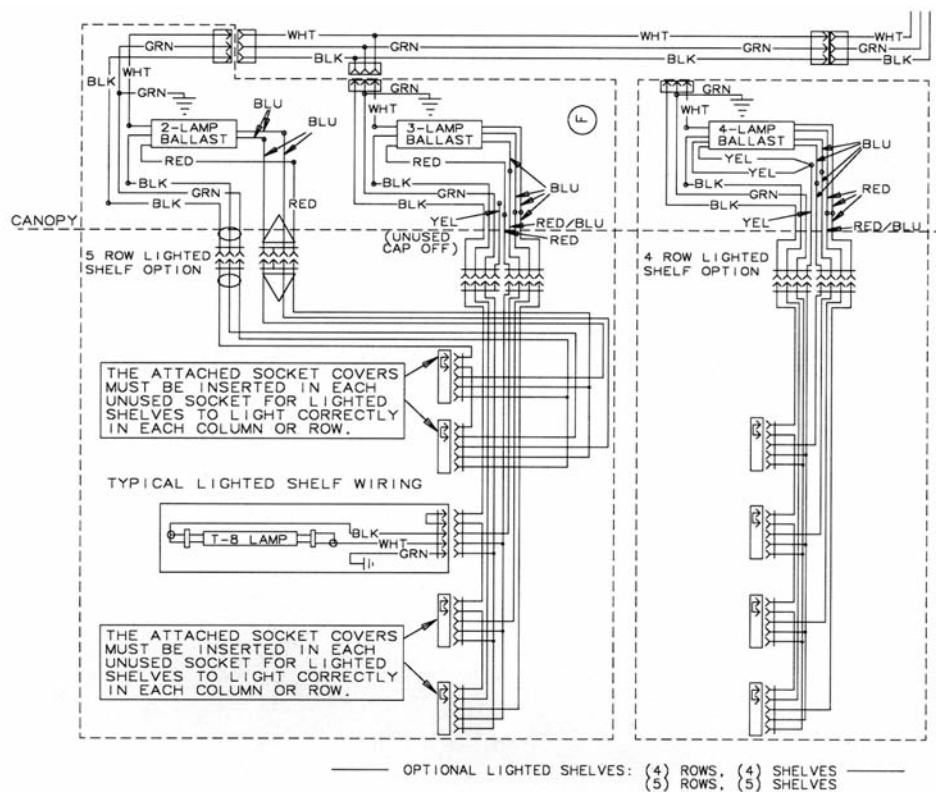 WHT
WHT
GRN
GRN
GRN
BLK
BLK
BLK
WHT
GRN
BLU
BLU
2-LAMP
BALLAST
RED
BLK
GRN
BLK
RED
CANOPY
5 ROW LIGHTED
SHELF OPTION
GRN
WHT
3-LAMP
BALLAST
RED
F
BLK
GRN
BLK
BLU
YEL
(UNUSED
CAP OFF)
RED/BLU
RED
GRN
WHT
4-LAMP
BALLAST
YEL
YEL
BLU
BLK
GRN
BLK
RED
YEL
RED/BLU
4 ROW LIGHTED
SHELF OPTION
THE ATTACHED SOCKET COVERS
MUST BE INSERTED IN EACH
UNUSED SOCKET FOR LIGHTED
SHELVES TO LIGHT CORRECTLY
IN EACH COLUMN OR ROW.
TYPICAL LIGHTED SHELF WIRING
T-8 LAMP
BLK
WHT
GRN
THE ATTACHED SOCKET COVERS
MUST BE INSERTED IN EACH
UNUSED SOCKET FOR LIGHTED
SHELVES TO LIGHT CORRECTLY
IN EACH COLUMN OR ROW.
OPTIONAL LIGHTED SHELVES: (4) ROWS, (4) SHELVES
(5) ROWS, (5) SHELVES